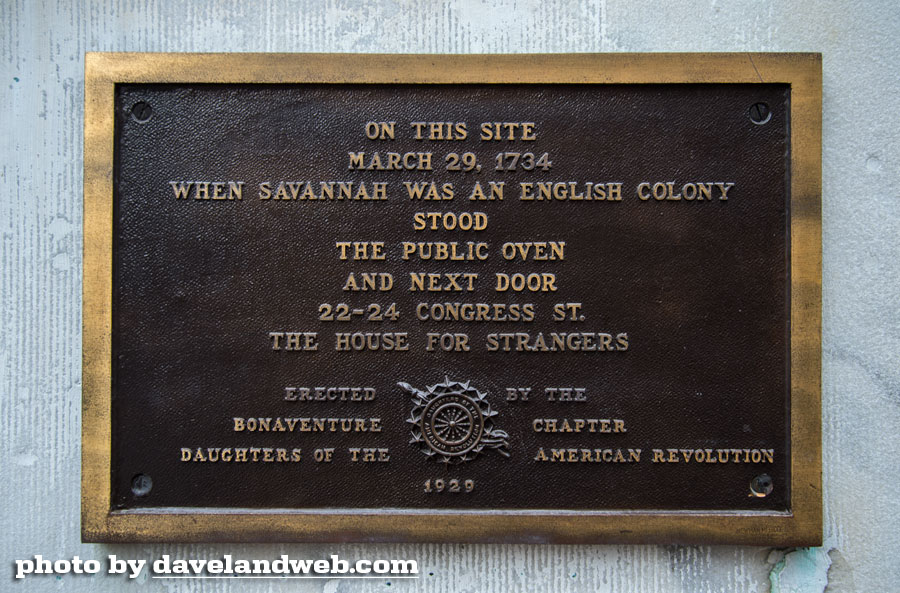 ON THIS SITE
MARCH 29, 1734
WHEN SAVANNAH WAS AN ENGLISH COLONY
STOOD
THE PUBLIC OVEN
AND NEXT DOOR
22-24 CONGRESS ST.
THE HOUSE FOR STRANGERS
ERECTED BY THE
BONAVENTURE CHAPTER
DAUGHTERS OF THE AMERICAN REVOLUTION
1929
photo by davelandweb.com